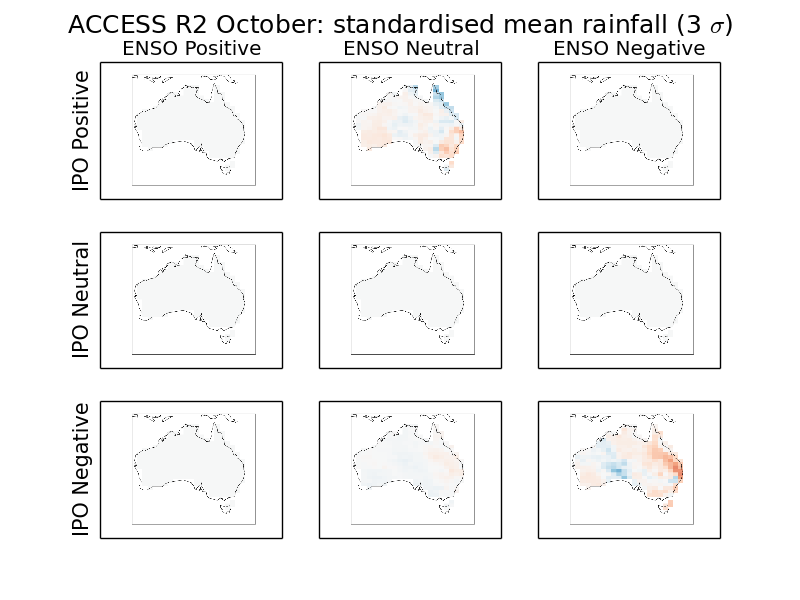 ACCESS R2 October: standardised mean rainfall (3 σ)
ENSO Positive ENSO Neutral ENSO Negative
IPO Positive
IPO Neutral
IPO Negative